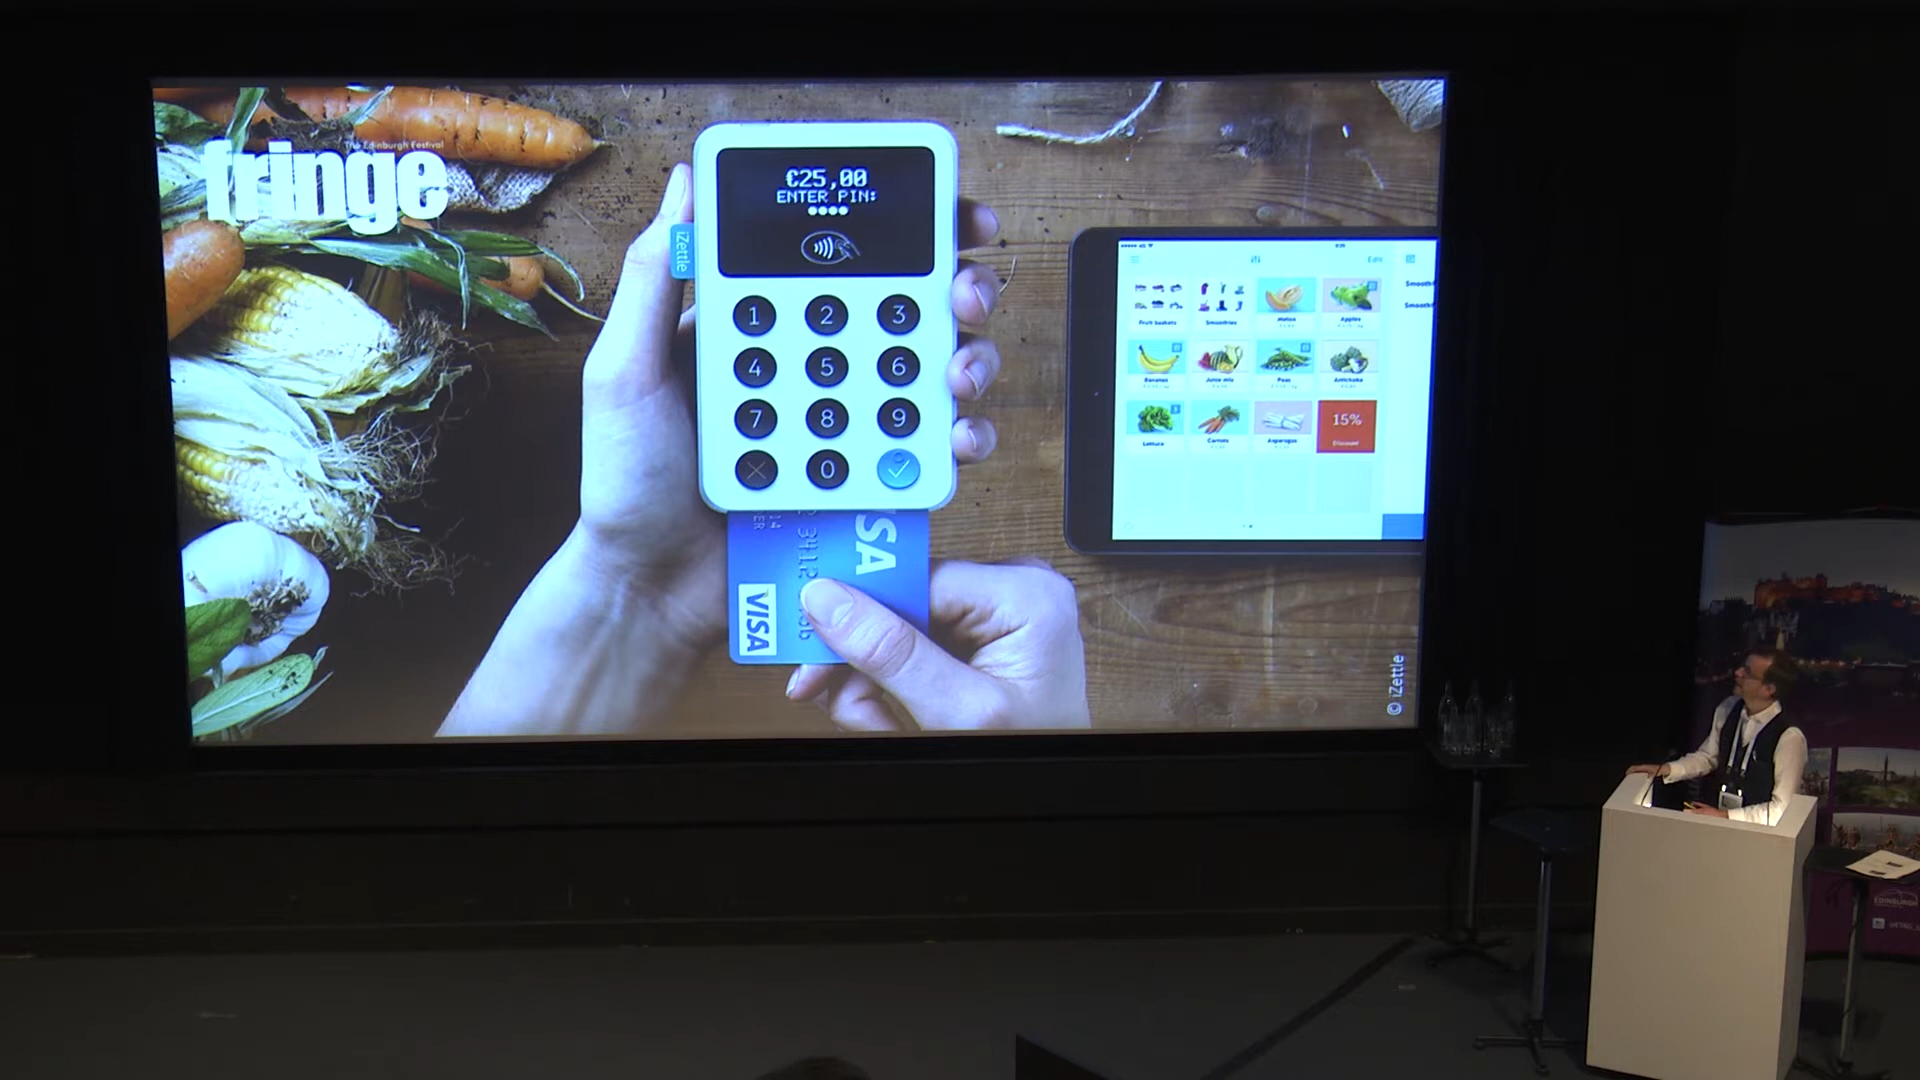 The Edinburgh Festival
fringe
€25,00
ENTER PIN:
iZettle
1 2 3
4 5 6
7 8 9
0
VISA
VISA
3412
Edit
Fruit baskets
Smoothies
Melon
Apples
Bananas
Juice mix
Peas
Artichoke
Lettuce
Carrots
Asparagus
15%
Discount
© iZettle
EDINBURGH